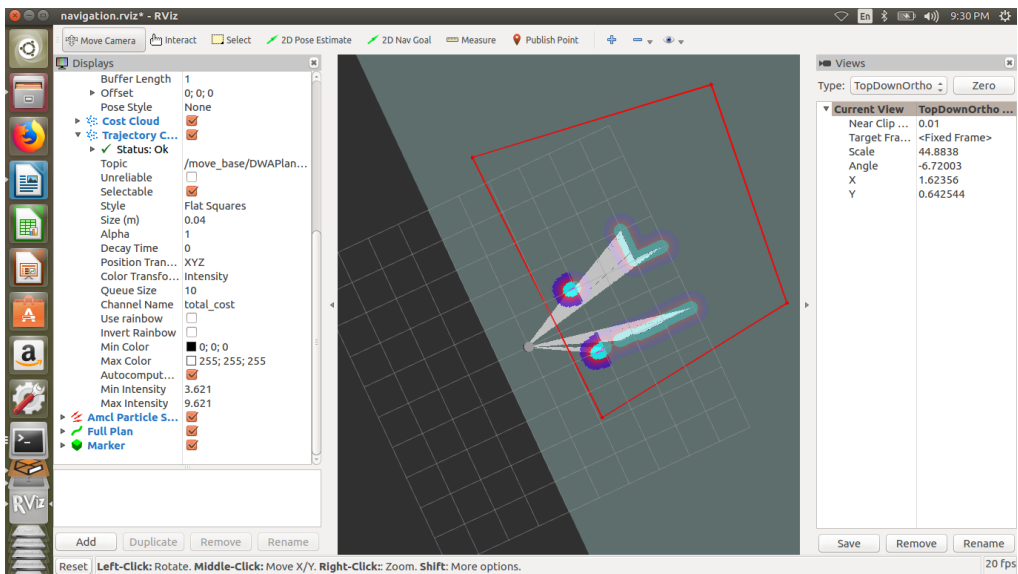 navigation.rviz* - RViz
En
9:30 PM
Move Camera
Interact
Select
2D Pose Estimate
2D Nav Goal
Measure
Publish Point
Displays
Buffer Length 1
Offset 0; 0; 0
Pose Style None
Cost Cloud
Trajectory C...
Status: Ok
Topic /move_base/DWAPlan...
Unreliable
Selectable
Style Flat Squares
Size (m) 0.04
Alpha 1
Decay Time 0
Position Tran... XYZ
Color Transfo... Intensity
Queue Size 10
Channel Name total_cost
Use rainbow
Invert Rainbow
Min Color 0; 0; 0
Max Color 255; 255; 255
Autocomput...
Min Intensity 3.621
Max Intensity 9.621
Amcl Particle S...
Full Plan
Marker
Add
Duplicate
Remove
Rename
Views
Type: TopDownOrtho
Zero
Current View TopDownOrtho ...
Near Clip ... 0.01
Target Fra... <Fixed Frame>
Scale 44.8838
Angle -6.72003
X 1.62356
Y 0.642544
Save
Remove
Rename
RViz
Reset
Left-Click: Rotate. Middle-Click: Move X/Y. Right-Click:: Zoom. Shift: More options.
20 fps